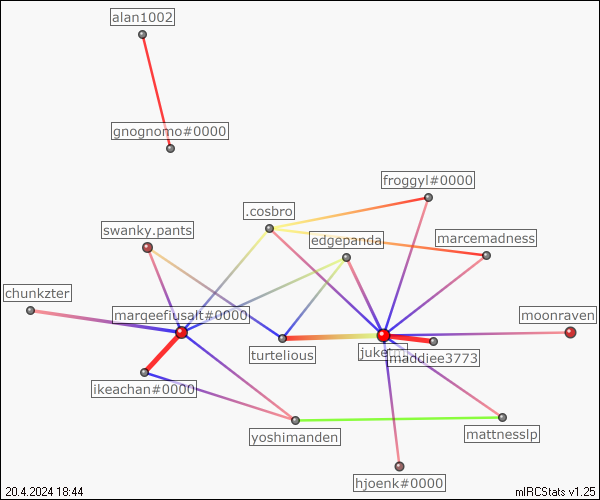 alan1002
gnognomo#0000
froggyl#0000
.cosbro
swanky.pants
edgepanda
marcemadness
chunkzter
marqeefiusalt#0000
moonraven
turtelious
maddiee3773
ikeachan#0000
yoshimanden
mattnesslp
hjoenk#0000
20.4.2024 18:44
mIRCStats v1.25